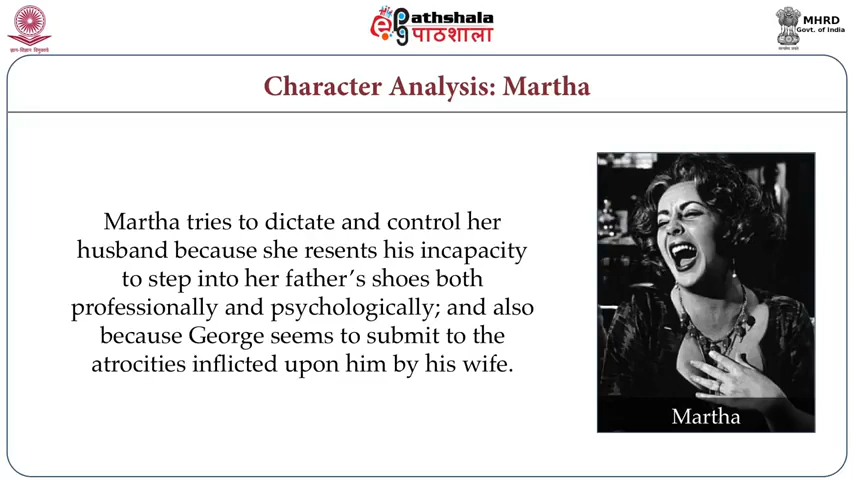 ज्ञान-विज्ञान विमुक्तये
ePathshala
पाठशाला
MHRD
Govt. of India
Character Analysis: Martha
Martha tries to dictate and control her
husband because she resents his incapacity
to step into her father’s shoes both
professionally and psychologically; and also
because George seems to submit to the
atrocities inflicted upon him by his wife.
Martha